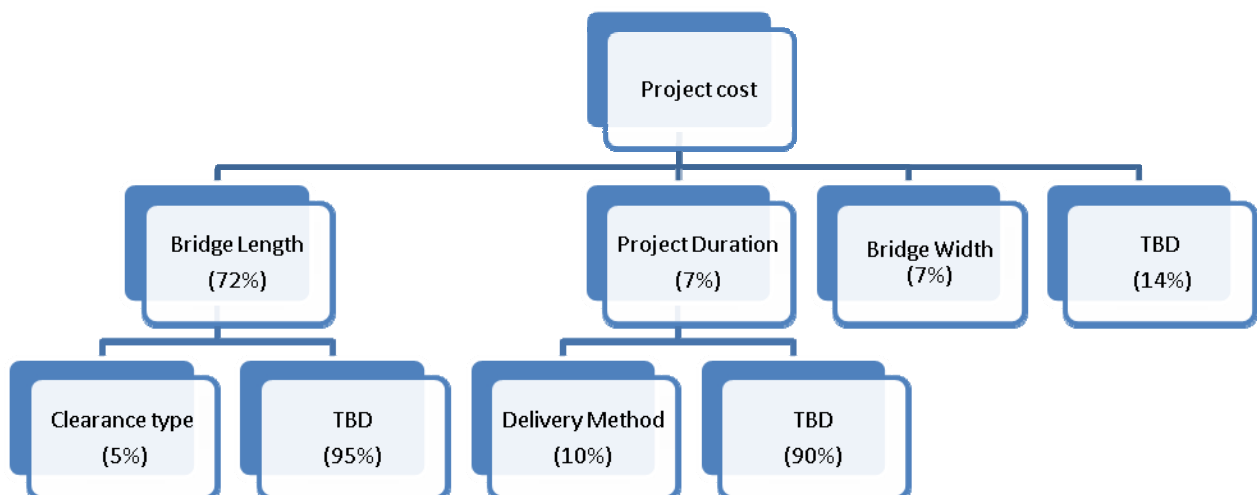 Project cost
Bridge Length
(72%)
Project Duration
(7%)
Bridge Width
(7%)
TBD
(14%)
Clearance type
(5%)
TBD
(95%)
Delivery Method
(10%)
TBD
(90%)